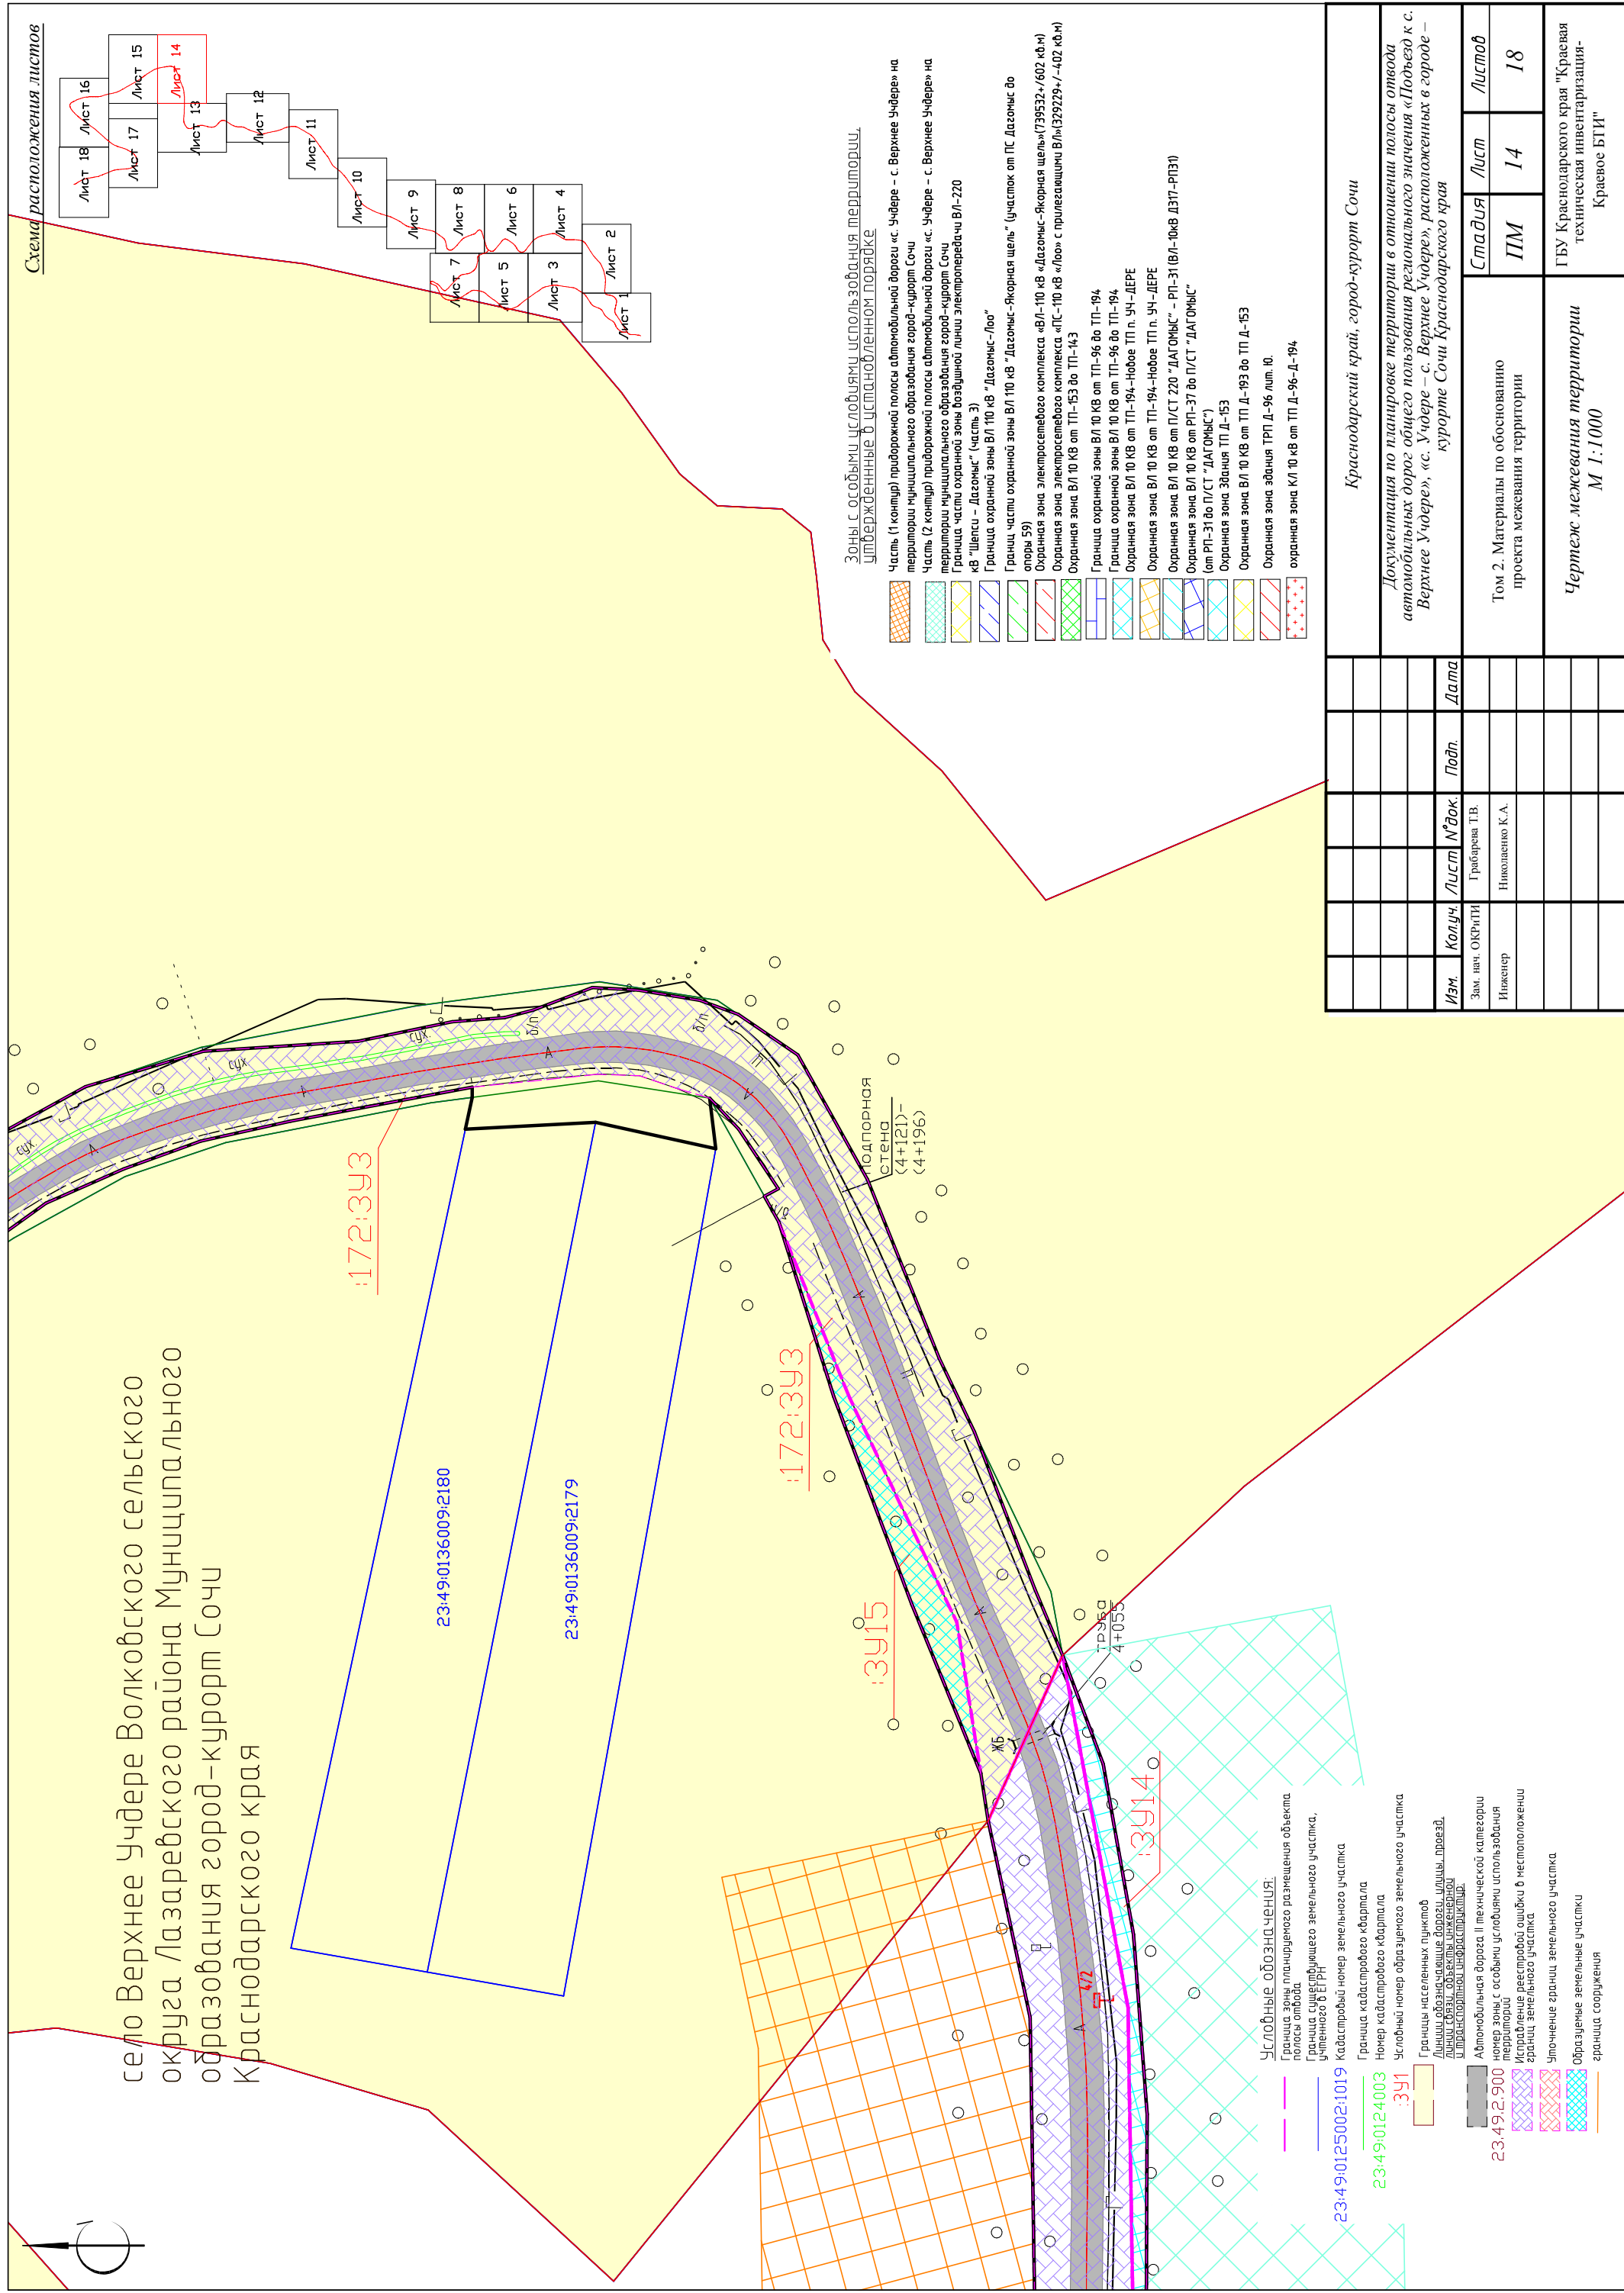 Схема расположения листов
Лист 18
Лист 16
Лист 17
Лист 15
Лист 14
Лист 13
Лист 12
Лист 11
Лист 10
Лист 9
Лист 8
Лист 7
Лист 6
Лист 5
Лист 4
Лист 3
Лист 2
Лист 1
село Верхнее Учдере Волковского сельского
округа Лазаревского района Муниципального
образования город-курорт Сочи
Краснодарского края
23:49:0136009:2180
23:49:0136009:2179
:172:ЗУ3
:172:ЗУ3
:ЗУ15
:ЗУ14
сух
сух
сух
А
А
А
А
А
А
А
П
П
б/п
б/п
б/п
подпорная
стена
(4+121)-
(4+196)
труба
4+055
ЖБ
4/2
Зоны с особыми условиями использования территории,
утвержденные в установленном порядке
Часть (1 контур) придорожной полосы автомобильной дороги «с. Учдере - с. Верхнее Учдере» на
территории муниципального образования город-курорт Сочи
Часть (2 контур) придорожной полосы автомобильной дороги «с. Учдере - с. Верхнее Учдере» на
территории муниципального образования город-курорт Сочи
Граница части охранной зоны воздушной линии электропередачи ВЛ-220
кВ "Шепси - Дагомыс" (часть 3)
Граница охранной зоны ВЛ 110 кВ "Дагомыс-Лоо"
Границ части охранной зоны ВЛ 110 кВ "Дагомыс-Якорная щель" (участок от ПС Дагомыс до
опоры 59)
Охранная зона электросетевого комплекса «ВЛ-110 кВ «Дагомыс-Якорная щель»(739532+/602 кв.м)
Охранная зона электросетевого комплекса «ПС-110 кВ «Лоо» с прилегающими ВЛ»(329229+/-402 кв.м)
Охранная зона ВЛ 10 КВ от ТП-153 до ТП-143
Граница охранной зоны ВЛ 10 КВ от ТП-96 до ТП-194
Граница охранной зоны ВЛ 10 КВ от ТП-96 до ТП-194
Охранная зона ВЛ 10 КВ от ТП-194-Новое ТП п. УЧ-ДЕРЕ
Охранная зона ВЛ 10 КВ от ТП-194-Новое ТП п. УЧ-ДЕРЕ
Охранная зона ВЛ 10 КВ от П/СТ 220 "ДАГОМЫС" - РП-31 (ВЛ-10кВ Д317-РП31)
Охранная зона ВЛ 10 КВ от РП-37 до П/СТ "ДАГОМЫС"
(от РП-31 до П/СТ "ДАГОМЫС")
Охранная зона Здания ТП Д-153
Охранная зона ВЛ 10 КВ от ТП Д-193 до ТП Д-153
Охранная зона здания ТРП Д-96 лит. Ю.
охранная зона КЛ 10 кВ от ТП Д-96-Д-194
Условные обозначения:
Граница зоны планируемого размещения объекта
полосы отвода
Граница существующего земельного участка,
учтенного в ЕГРН
23:49:0125002:1019
Кадастровый номер земельного участка
Граница кадастрового квартала
23:49:0124003
Номер кадастрового квартала
:ЗУ1
Условный номер образуемого земельного участка
Границы населенных пунктов
Линии обозначающие дороги, улицы, проезд,
линии связи, объекты инженерной
и транспортной инфраструктур:
Автомобильная дорога II технической категории
23.49.2.900
номер зоны с особыми условиями использования
территорий
Исправление реестровой ошибки в местоположении
границ земельного участка
Уточнение границ земельного участка
Образуемые земельные участки
граница сооружения
Краснодарский край, город-курорт Сочи
Документация по планировке территории в отношении полосы отвода
автомобильных дорог общего пользования регионального значения «Подъезд к с.
Верхнее Учдере», «с. Учдере – с. Верхнее Учдере», расположенных в городе –
курорте Сочи Краснодарского края
Изм. Кол.уч. Лист N°док. Подп. Дата
Зам. нач. ОКРиТИ Грабарева Т.В.
Инженер Николаенко К.А.
Том 2. Материалы по обоснованию
проекта межевания территории
Стадия Лист Листов
ПМ 14 18
Чертеж межевания территории
М 1:1000
ГБУ Краснодарского края "Краевая
техническая инвентаризация-
Краевое БТИ"